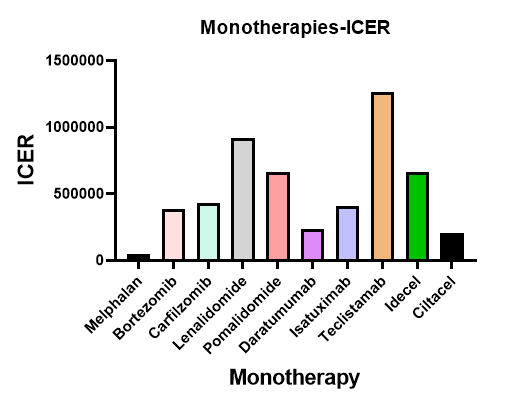 Monotherapies-ICER
1500000
1000000
500000
0
ICER
Melphalan
Bortezomib
Carfilzomib
Lenalidomide
Pomalidomide
Daratumumab
Isatuximab
Teclistamab
Idecel
Ciltacel
Monotherapy